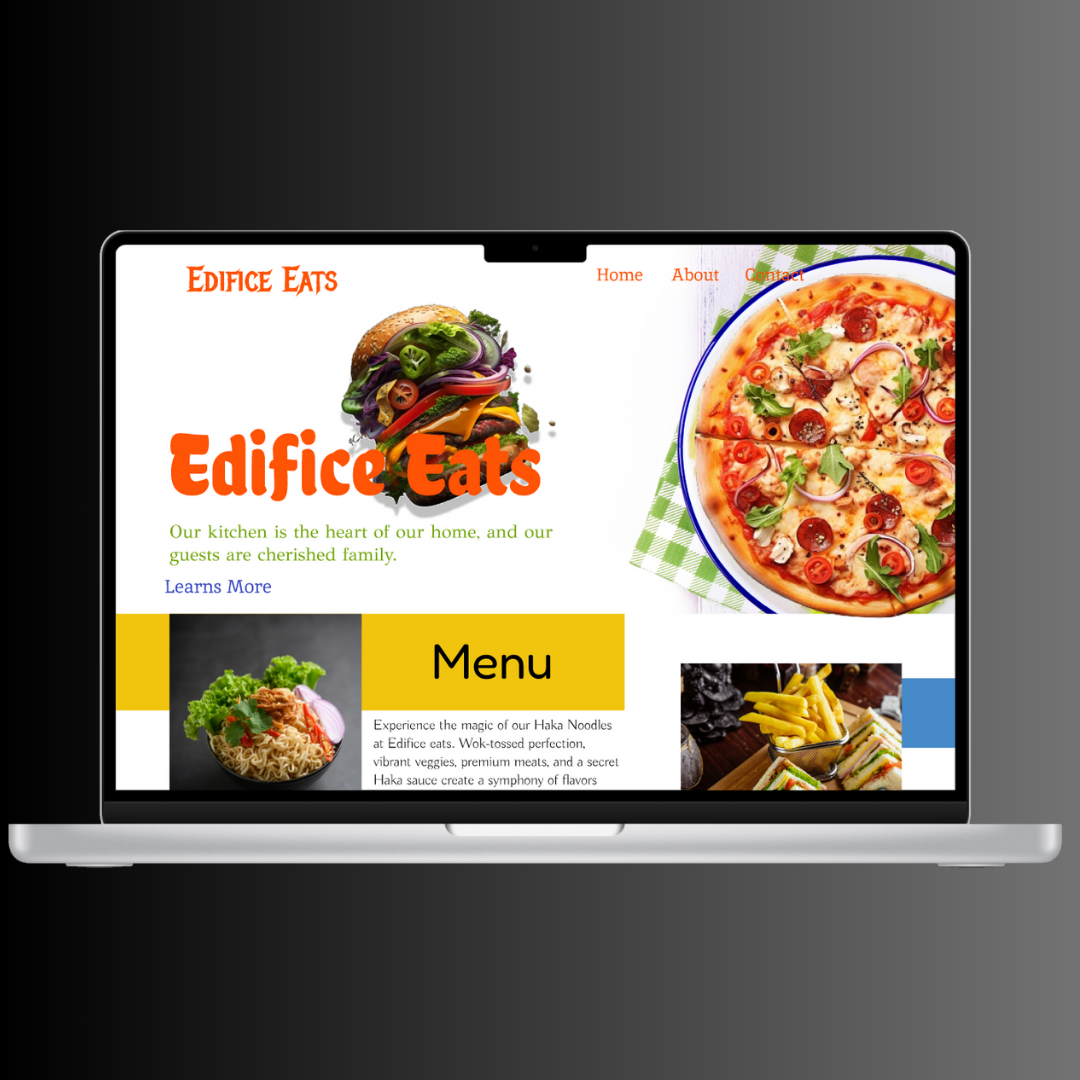 Edifice Eats
Home About Contact
Edifice Eats
Our kitchen is the heart of our home, and our
guests are cherished family.
Learns More
Menu
Experience the magic of our Haka Noodles
at Edifice eats. Wok-tossed perfection,
vibrant veggies, premium meats, and a secret
Haka sauce create a symphony of flavors